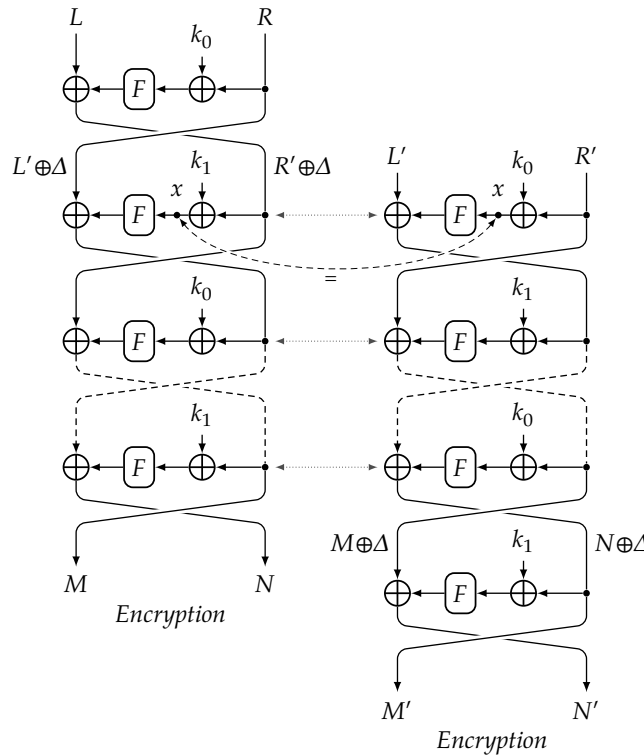 L R
k₀
F
L′⊕Δ R′⊕Δ L′ R′
k₁ k₀
x x
F F
=
k₀ k₁
F F
k₁ k₀
F F
M⊕Δ N⊕Δ
k₁
M N
F
Encryption
M′ N′
Encryption